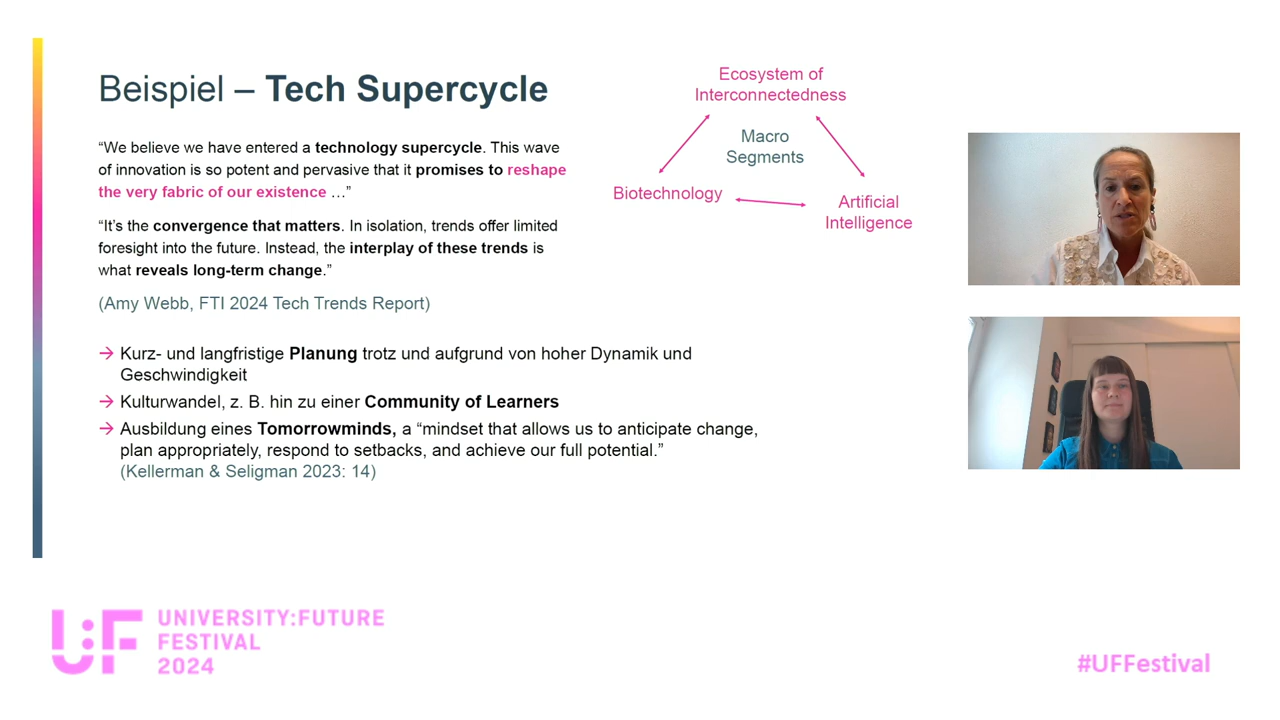 Beispiel – Tech Supercycle
“We believe we have entered a technology supercycle. This wave
of innovation is so potent and pervasive that it promises to reshape
the very fabric of our existence …”
“It’s the convergence that matters. In isolation, trends offer limited
foresight into the future. Instead, the interplay of these trends is
what reveals long-term change.”
(Amy Webb, FTI 2024 Tech Trends Report)
Ecosystem of
Interconnectedness
Macro
Segments
Biotechnology
Artificial
Intelligence
→ Kurz- und langfristige Planung trotz und aufgrund von hoher Dynamik und
Geschwindigkeit
→ Kulturwandel, z. B. hin zu einer Community of Learners
→ Ausbildung eines Tomorrowminds, a “mindset that allows us to anticipate change,
plan appropriately, respond to setbacks, and achieve our full potential.”
(Kellerman & Seligman 2023: 14)
U:F
UNIVERSITY:FUTURE
FESTIVAL
2024
#UFFestival